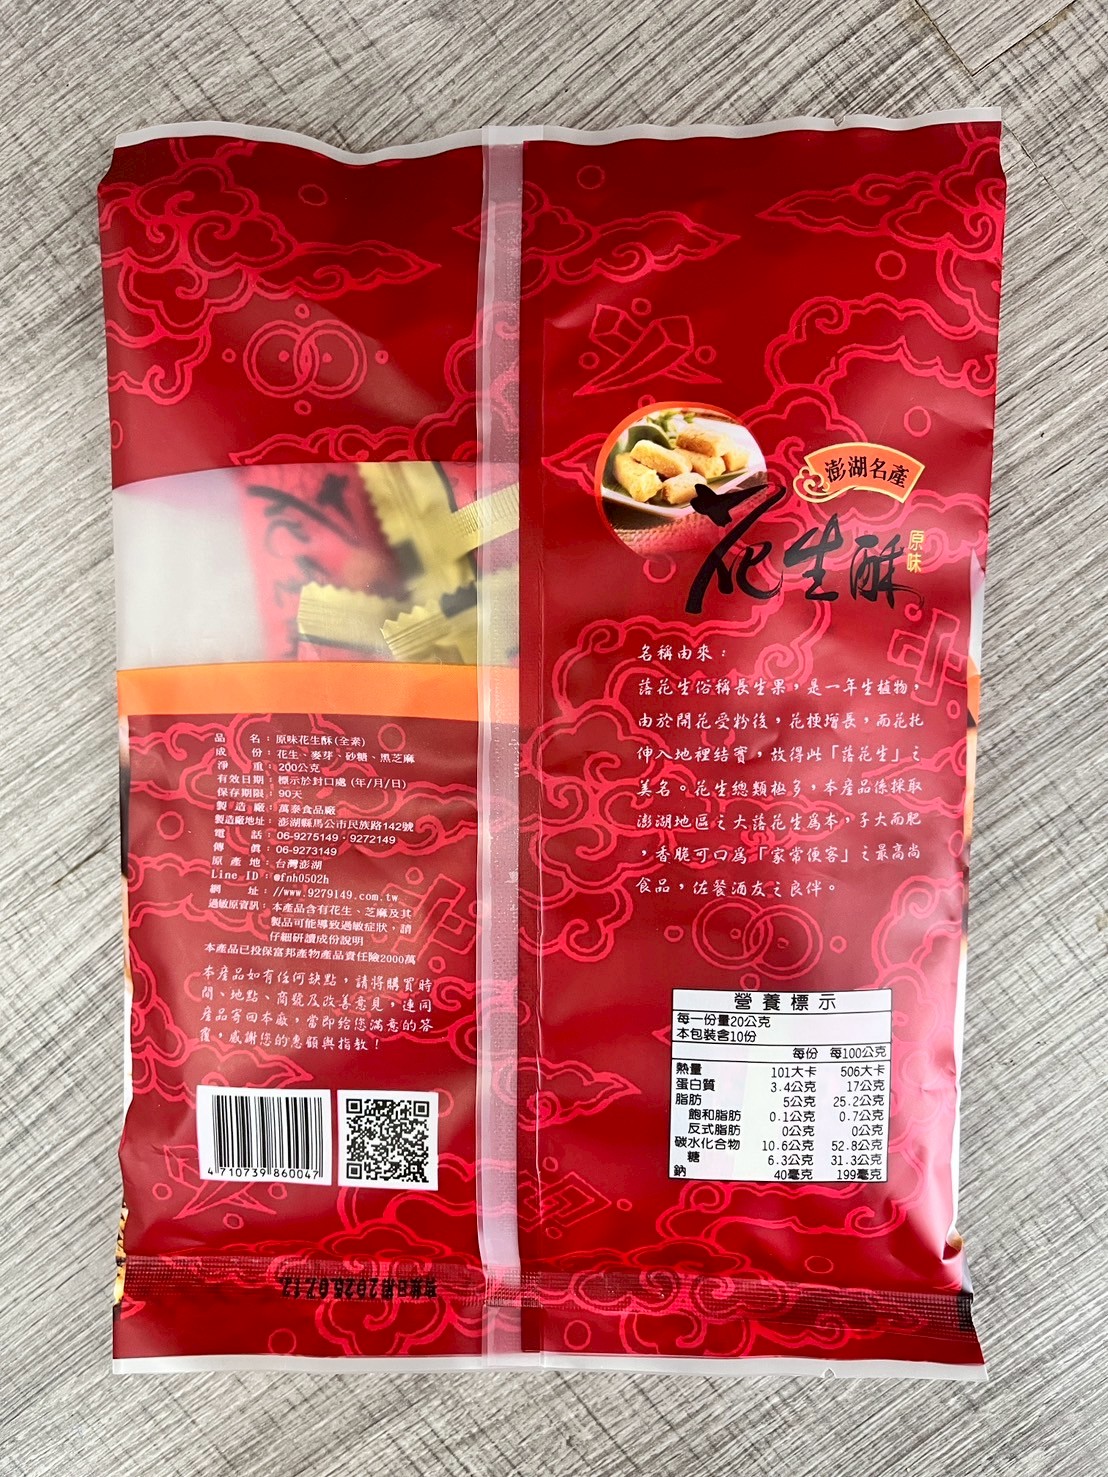 澎湖名產
花生酥
原味
名稱由來：
落花生俗稱長生果，是一年生植物，
由於開花受粉後，花梗增長，而花托
伸入地裡結實，故得此「落花生」之
美名。花生總類極多，本產品係採取
澎湖地區之大落花生為本，子大而肥
，香脆可口為「家常便客」之最高尚
食品，佐餐酒友之良伴。
品　　名：原味花生酥(全素)
成　　份：花生、麥芽、砂糖、黑芝麻
淨　　重：200公克
有效日期：標示於封口處 (年/月/日)
保存期限：90天
製 造 廠：萬泰食品廠
製造廠地址：澎湖縣馬公市民族路142號
電　　話：06-9275149・9272149
傳　　真：06-9273149
原 產 地：台灣澎湖
Line ID：@fnh0502h
網　　址：//www.9279149.com.tw
過敏原資訊：本產品含有花生、芝麻及其
製品可能導致過敏症狀，請
仔細研讀成份說明
本產品已投保富邦產物產品責任險2000萬
本產品如有任何缺點，請將購買時
間、地點、商號及改善意見，連同
產品寄回本廠，當即給您滿意的答
覆，感謝您的惠顧與指教！
4 710739 860047
營養標示
每一份量20公克
本包裝含10份
每份 每100公克
熱量 101大卡 506大卡
蛋白質 3.4公克 17公克
脂肪 5公克 25.2公克
飽和脂肪 0.1公克 0.7公克
反式脂肪 0公克 0公克
碳水化合物 10.6公克 52.8公克
糖 6.3公克 31.3公克
鈉 40毫克 199毫克
有效日期2025.07.17